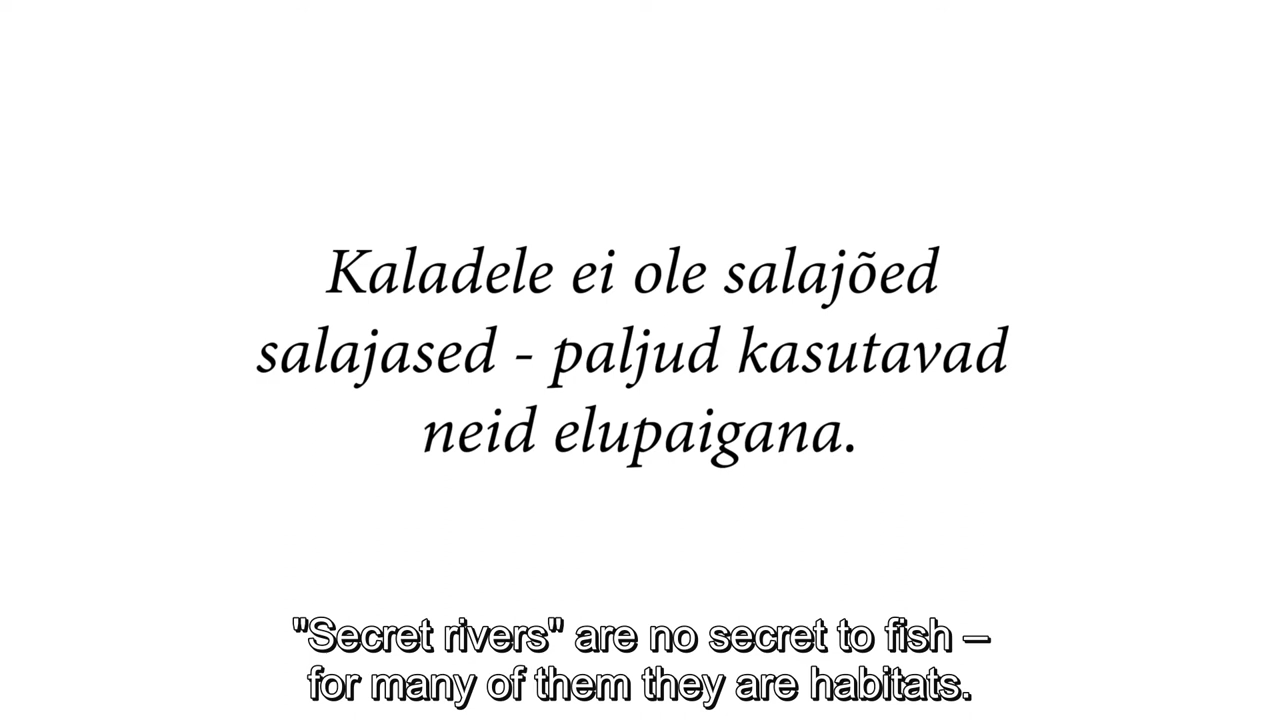 Kaladele ei ole salajõed
salajased - paljud kasutavad
neid elupaigana.
"Secret rivers" are no secret to fish –
for many of them they are habitats.